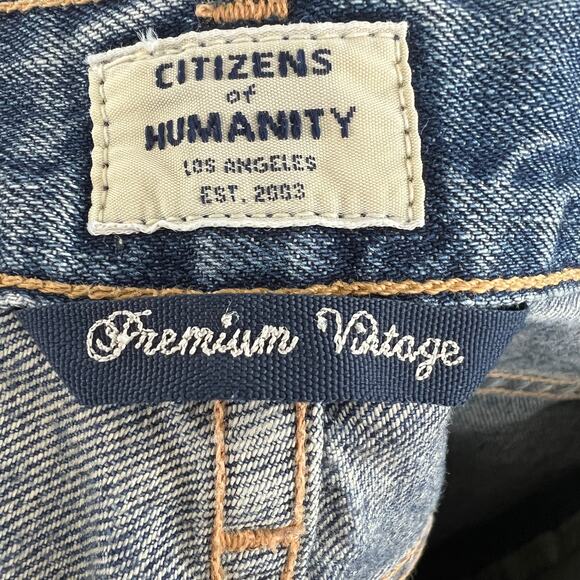 CITIZENS
of
HUMANITY
LOS ANGELES
EST. 2003
Premium Vintage